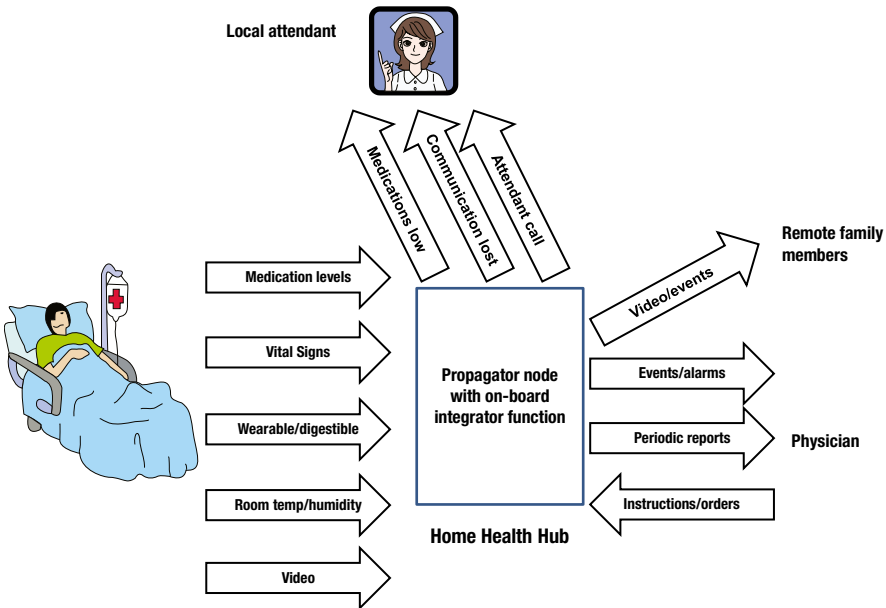 Local attendant
Medications low
Communication lost
Attendant call
Remote family
members
Video/events
Medication levels
Vital Signs
Wearable/digestible
Room temp/humidity
Video
Propagator node
with on-board
integrator function
Home Health Hub
Events/alarms
Periodic reports
Physician
Instructions/orders